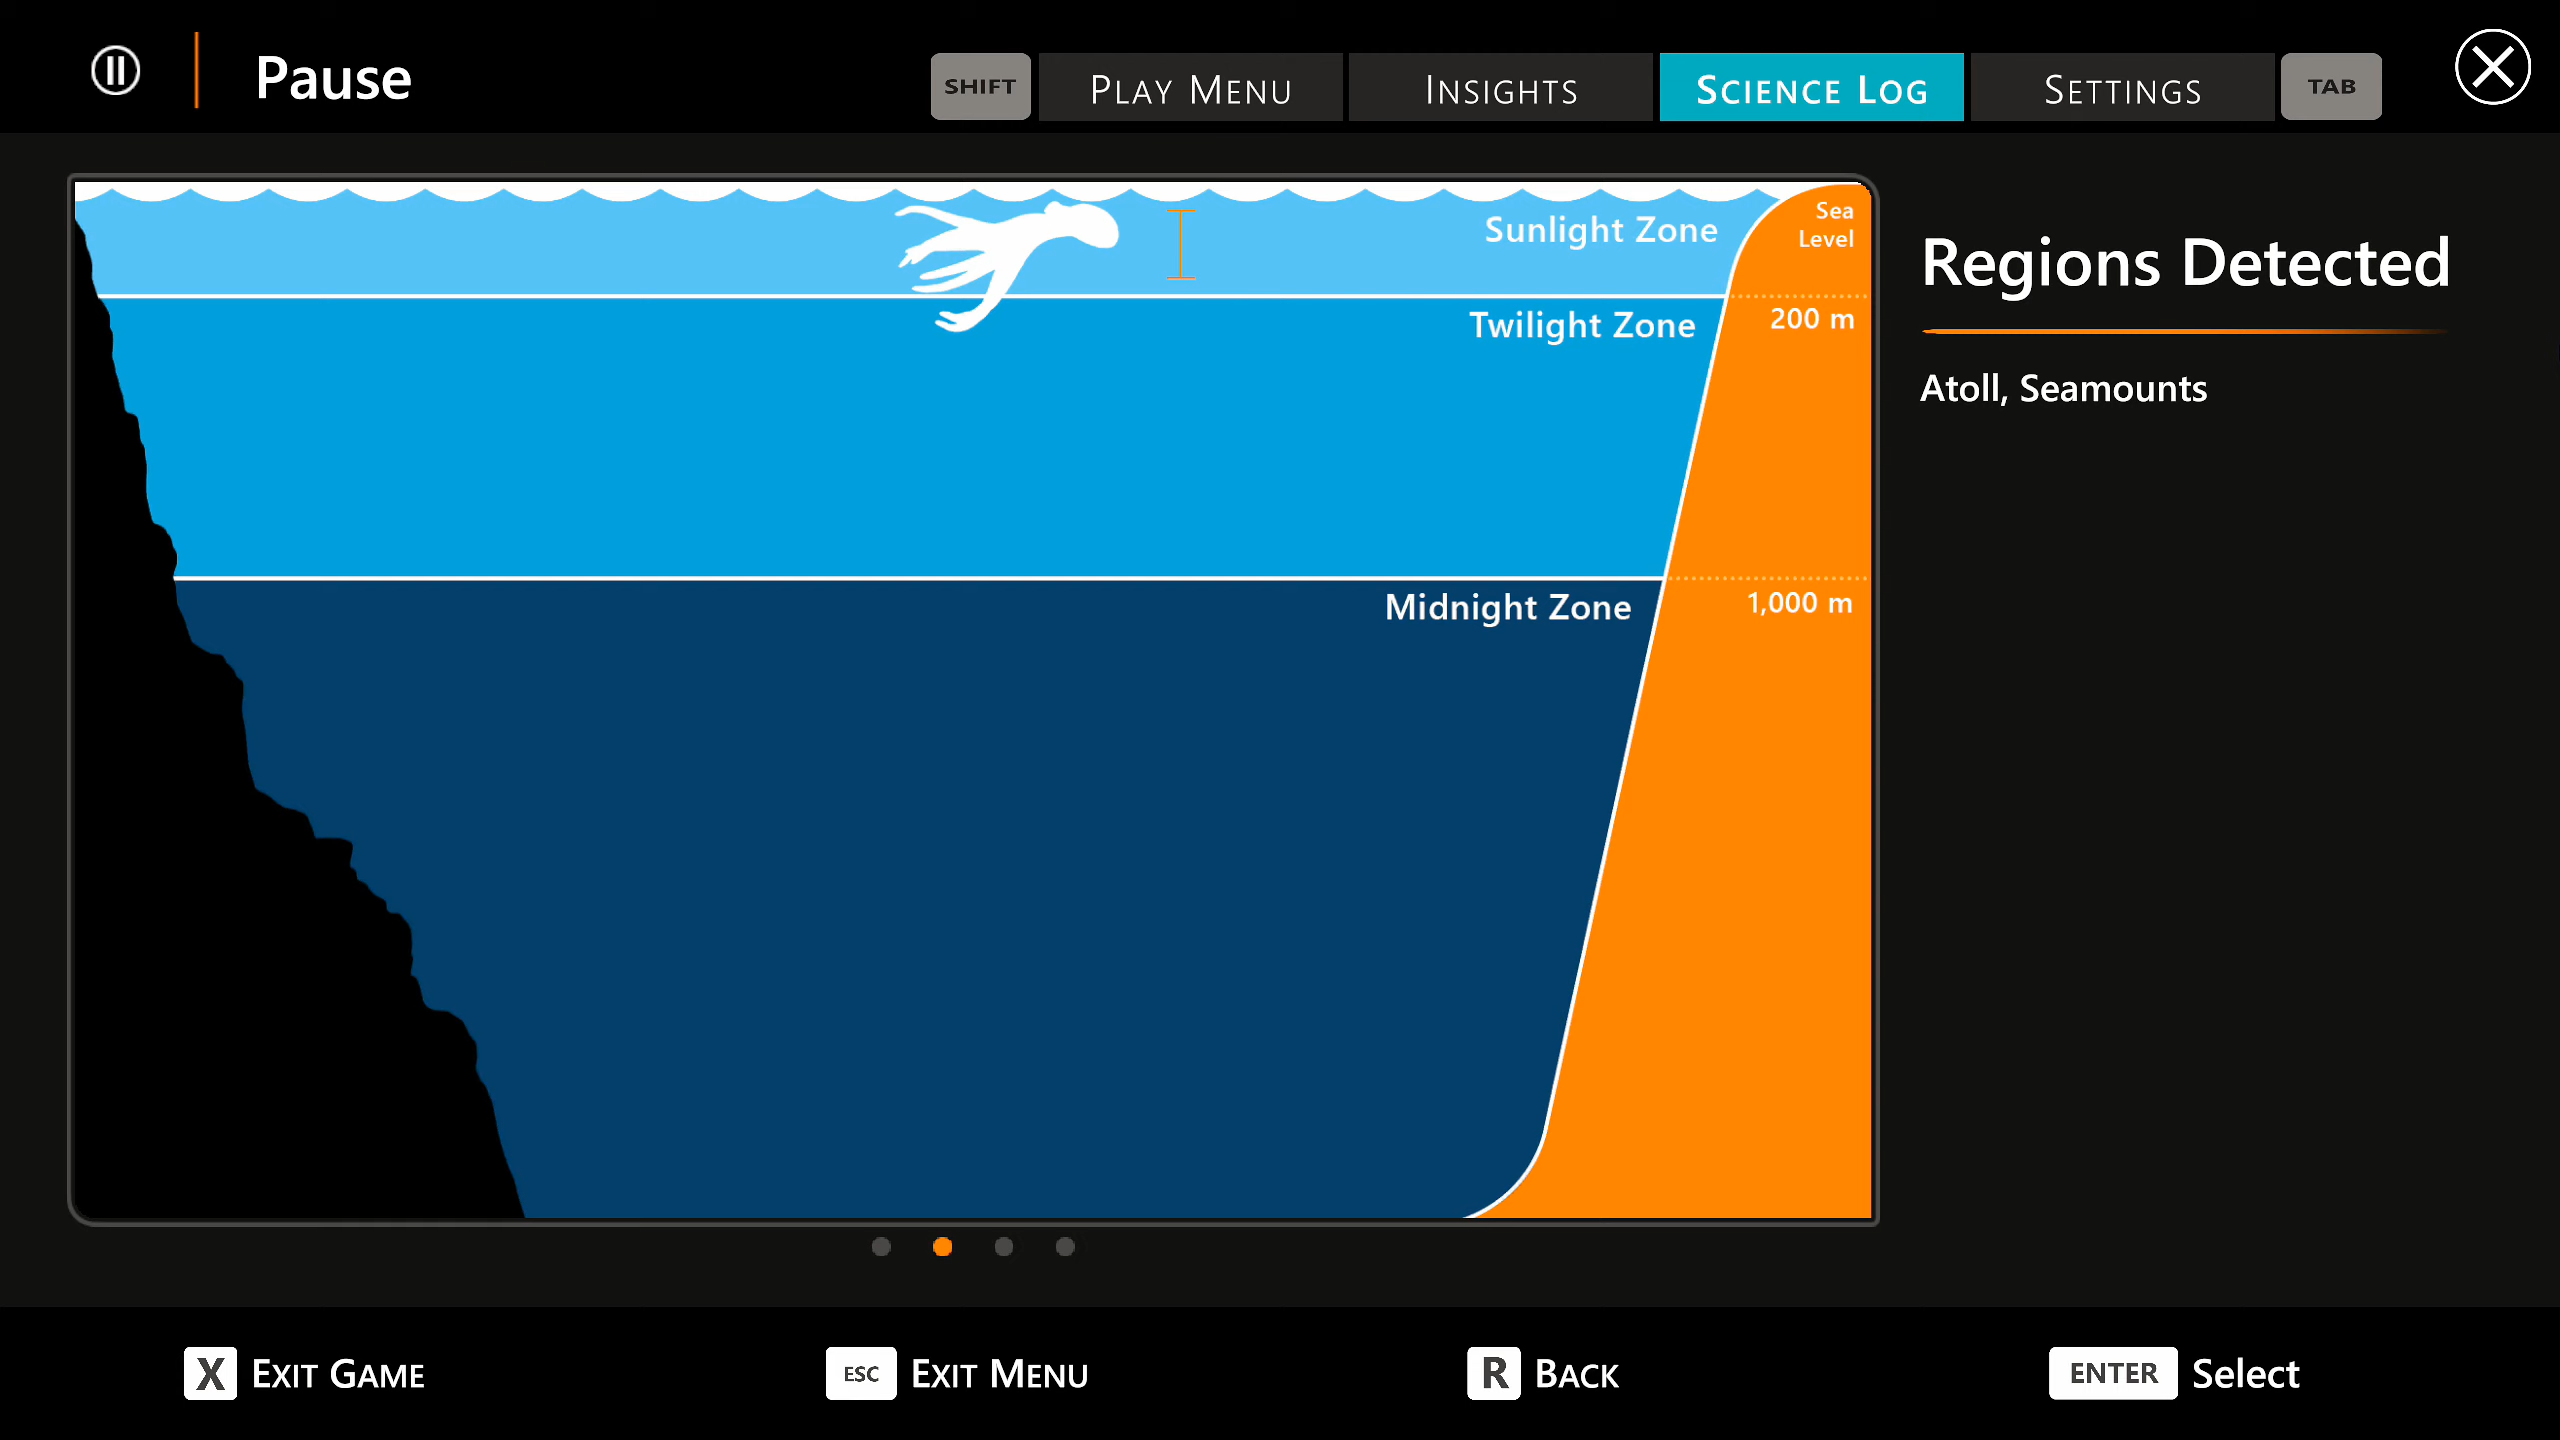 Pause
SHIFT
PLAY MENU
INSIGHTS
SCIENCE LOG
SETTINGS
TAB
Sunlight Zone
Sea
Level
Twilight Zone
200 m
Midnight Zone
1,000 m
Regions Detected
Atoll, Seamounts
X EXIT GAME
ESC EXIT MENU
R BACK
ENTER Select